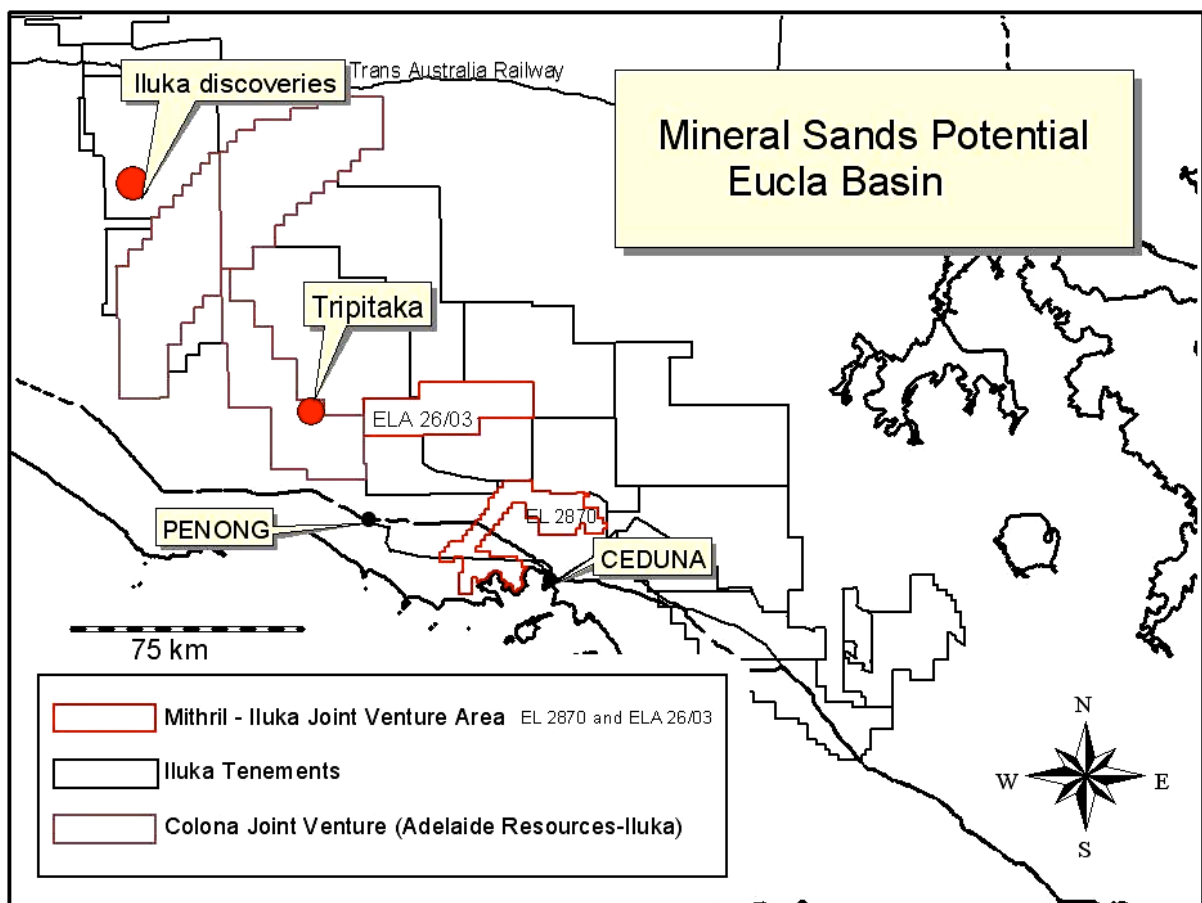 Trans Australia Railway
Iluka discoveries
Mineral Sands Potential
Eucla Basin
Tripitaka
ELA 26/03
EL 2870
PENONG
CEDUNA
75 km
Mithril - Iluka Joint Venture Area EL 2870 and ELA 26/03
Iluka Tenements
Colona Joint Venture (Adelaide Resources-Iluka)
N
W E
S